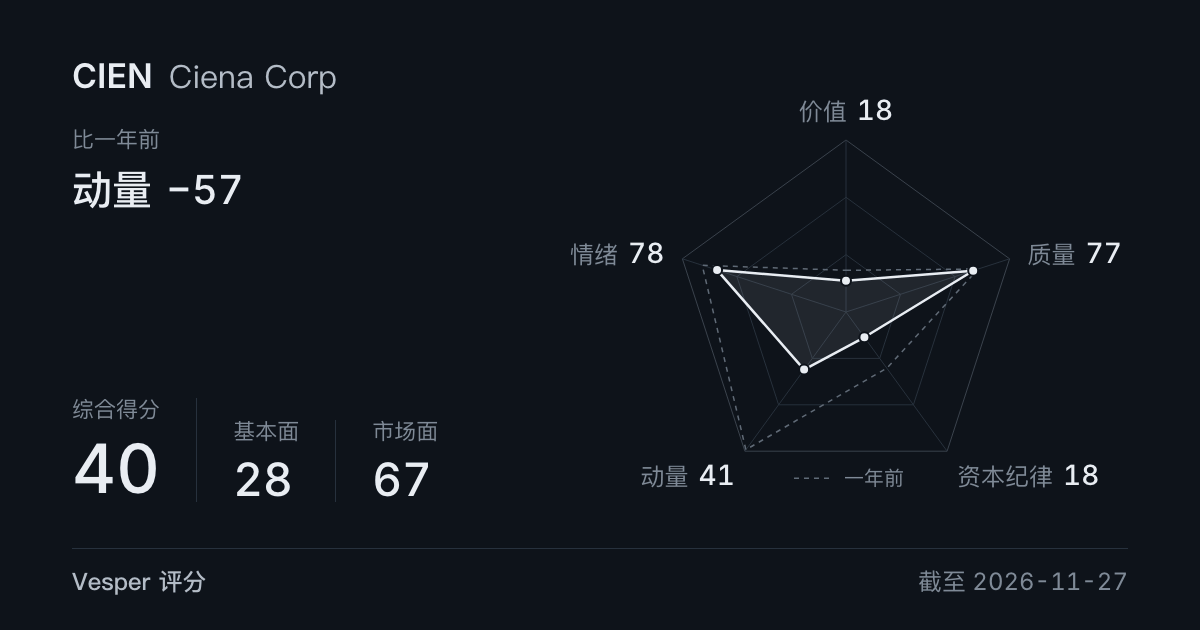 CIEN Ciena Corp
比一年前
动量 −57
价值 18
情绪 78
质量 77
动量 41
一年前
资本纪律 18
综合得分
40
基本面
28
市场面
67
Vesper 评分
截至 2026-11-27